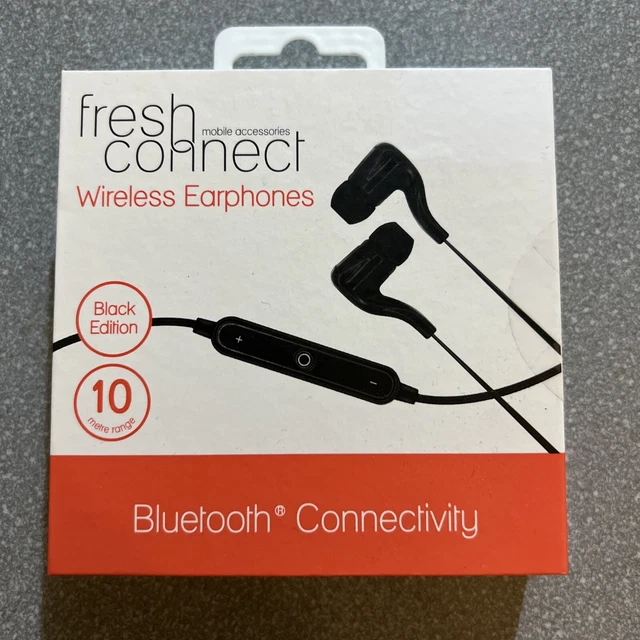 fresh
mobile accessories
connect
Wireless Earphones
Black
Edition
10
metre range
+
-
Bluetooth® Connectivity